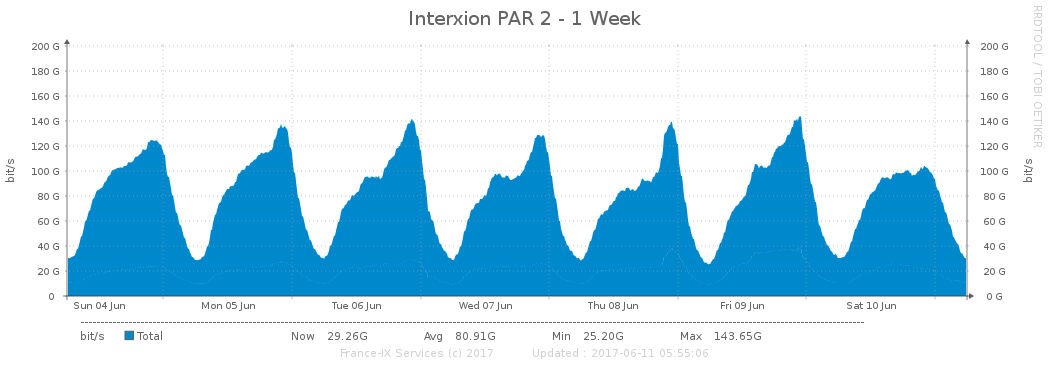 Interxion PAR 2 - 1 Week
RRDTOOL / TOBI OETIKER
bit/s
200 G 200 G
180 G 180 G
160 G 160 G
140 G 140 G
120 G 120 G
100 G 100 G
80 G 80 G
60 G 60 G
40 G 40 G
20 G 20 G
0 0 G
bit/s
Sun 04 Jun Mon 05 Jun Tue 06 Jun Wed 07 Jun Thu 08 Jun Fri 09 Jun Sat 10 Jun
bit/s Total Now 29.26G Avg 80.91G Min 25.20G Max 143.65G
France-IX Services (c) 2017 Updated : 2017-06-11 05:55:06